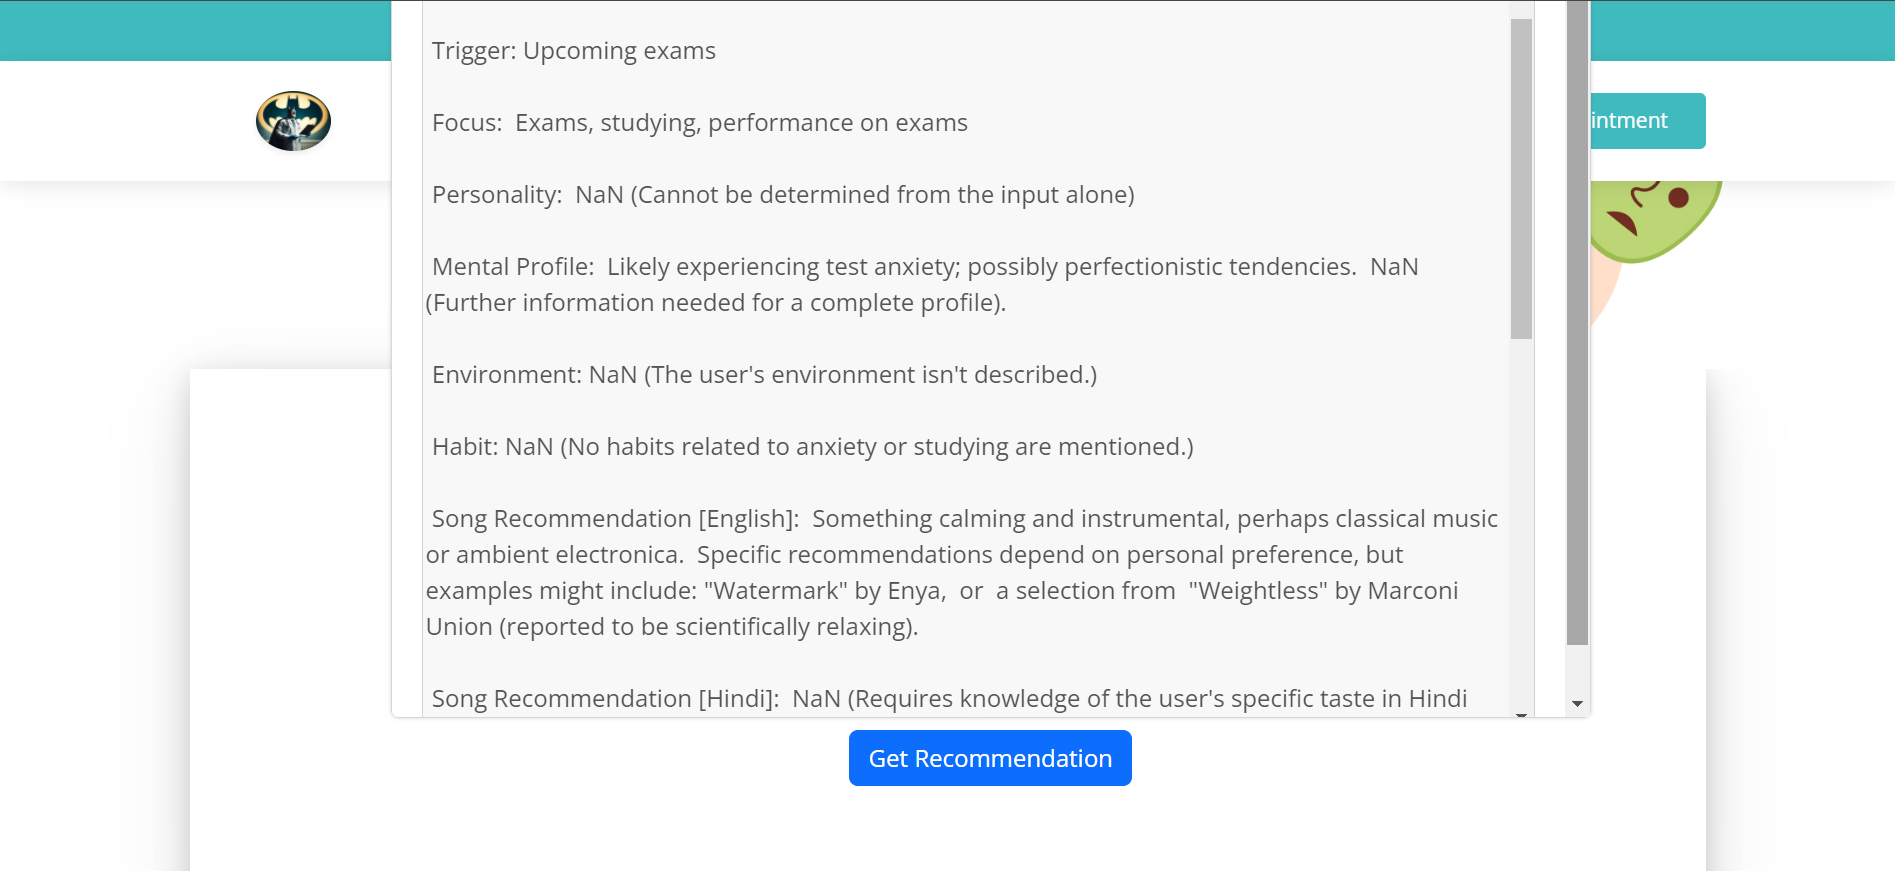 Trigger: Upcoming exams
intment
Focus:  Exams, studying, performance on exams
Personality:  NaN (Cannot be determined from the input alone)
Mental Profile:  Likely experiencing test anxiety; possibly perfectionistic tendencies.  NaN
(Further information needed for a complete profile).
Environment: NaN (The user's environment isn't described.)
Habit: NaN (No habits related to anxiety or studying are mentioned.)
Song Recommendation [English]:  Something calming and instrumental, perhaps classical music
or ambient electronica.  Specific recommendations depend on personal preference, but
examples might include: "Watermark" by Enya,  or  a selection from  "Weightless" by Marconi
Union (reported to be scientifically relaxing).
Song Recommendation [Hindi]:  NaN (Requires knowledge of the user's specific taste in Hindi
Get Recommendation